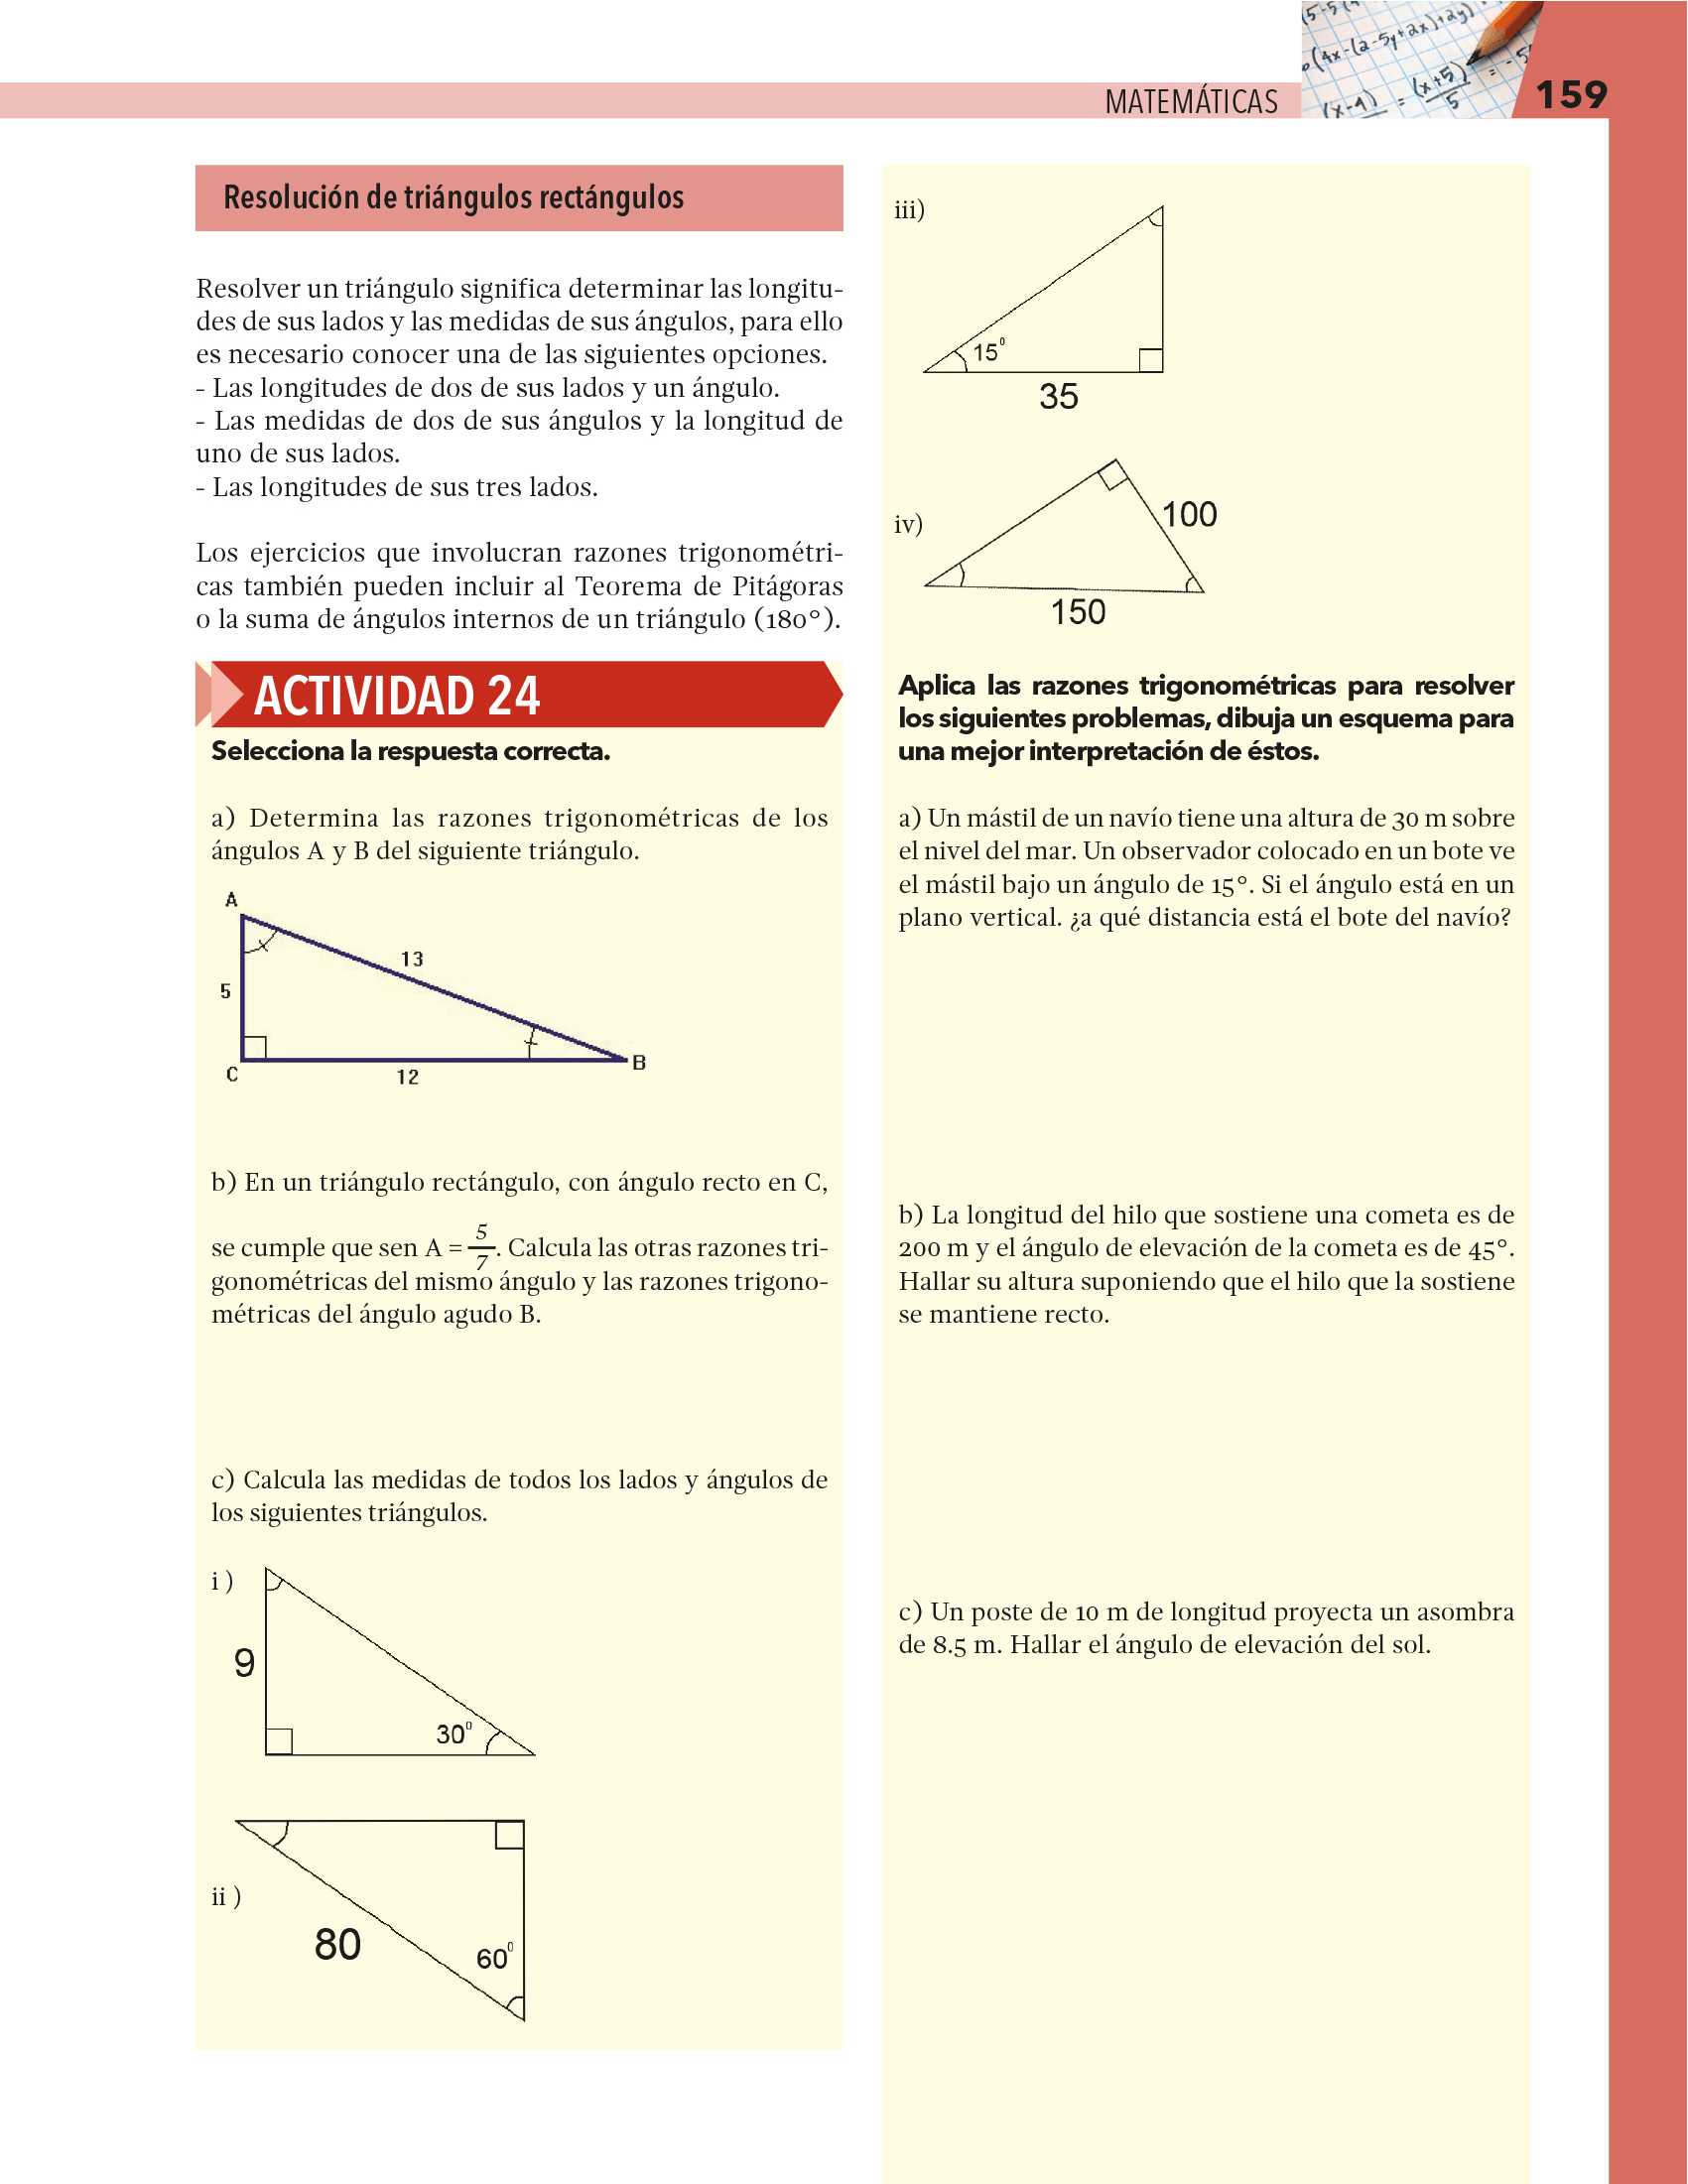 MATEMÁTICAS
159
Resolución de triángulos rectángulos
Resolver un triángulo significa determinar las longitu-
des de sus lados y las medidas de sus ángulos, para ello
es necesario conocer una de las siguientes opciones.
- Las longitudes de dos de sus lados y un ángulo.
- Las medidas de dos de sus ángulos y la longitud de
uno de sus lados.
- Las longitudes de sus tres lados.
Los ejercicios que involucran razones trigonométri-
cas también pueden incluir al Teorema de Pitágoras
o la suma de ángulos internos de un triángulo (180°).
ACTIVIDAD 24
Selecciona la respuesta correcta.
a) Determina las razones trigonométricas de los
ángulos A y B del siguiente triángulo.
A
13
5
B
C
12
b) En un triángulo rectángulo, con ángulo recto en C,
se cumple que sen A = 5/7. Calcula las otras razones tri-
gonométricas del mismo ángulo y las razones trigono-
métricas del ángulo agudo B.
c) Calcula las medidas de todos los lados y ángulos de
los siguientes triángulos.
i )
9
30°
ii )
80
60°
iii)
15°
35
iv)
100
150
Aplica las razones trigonométricas para resolver
los siguientes problemas, dibuja un esquema para
una mejor interpretación de éstos.
a) Un mástil de un navío tiene una altura de 30 m sobre
el nivel del mar. Un observador colocado en un bote ve
el mástil bajo un ángulo de 15°. Si el ángulo está en un
plano vertical. ¿a qué distancia está el bote del navío?
b) La longitud del hilo que sostiene una cometa es de
200 m y el ángulo de elevación de la cometa es de 45°.
Hallar su altura suponiendo que el hilo que la sostiene
se mantiene recto.
c) Un poste de 10 m de longitud proyecta un asombra
de 8.5 m. Hallar el ángulo de elevación del sol.